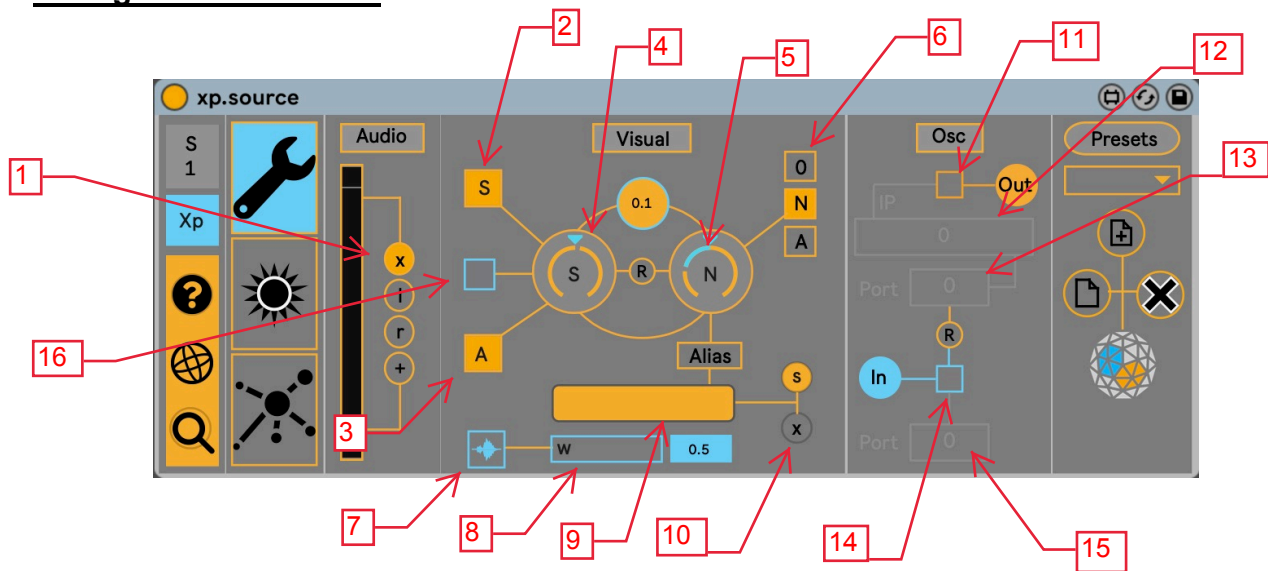 2
4
5
6
11
12
xp.source
S
1
Xp
Audio
Visual
Osc
Presets
1
13
x
l
r
+
S
0.1
0
N
A
S
R
N
IP
Out
0
Port
0
R
16
A
Alias
In
3
s
x
W
0.5
Port
0
7
8
9
10
14
15